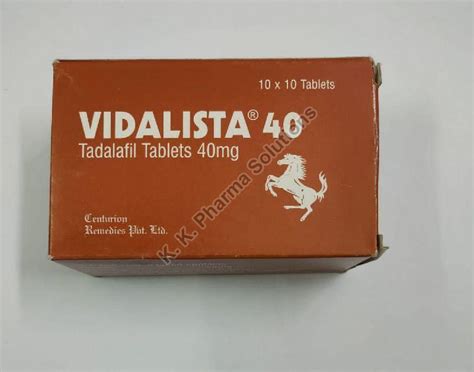 10 x 10 Tablets
VIDALISTA® 40
Tadalafil Tablets 40mg
Centurion
Remedies Pvt. Ltd.
K. K. Pharma Solutions